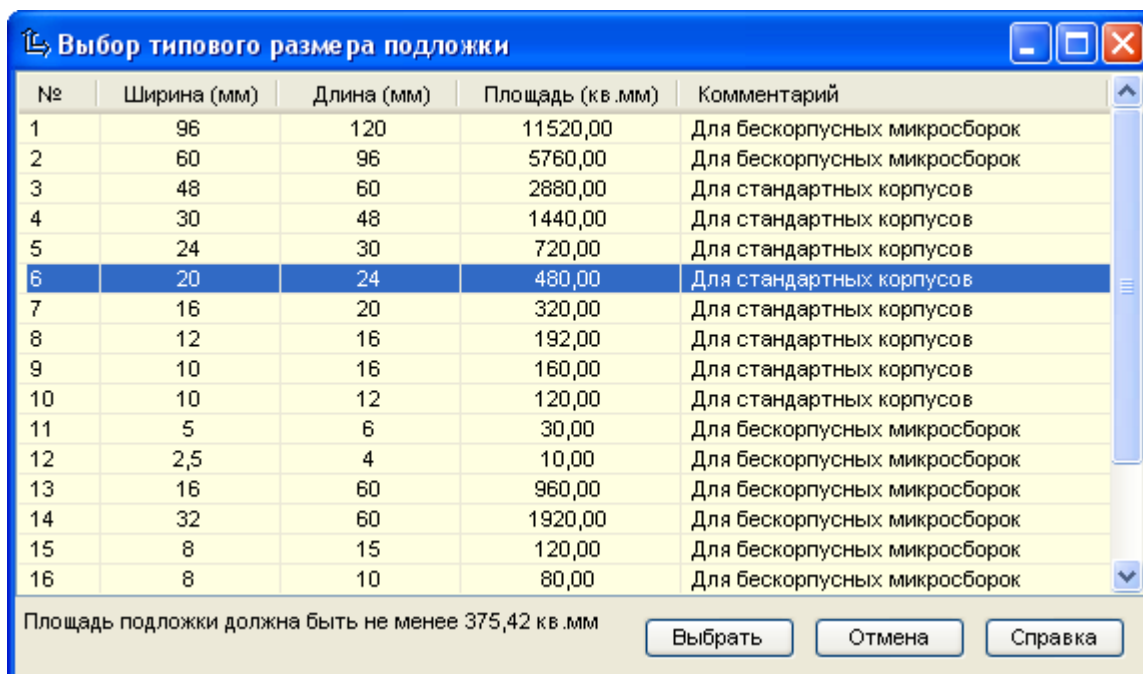 Выбор типового размера подложки
№ Ширина (мм) Длина (мм) Площадь (кв.мм) Комментарий
1 96 120 11520,00 Для бескорпусных микросборок
2 60 96 5760,00 Для бескорпусных микросборок
3 48 60 2880,00 Для стандартных корпусов
4 30 48 1440,00 Для стандартных корпусов
5 24 30 720,00 Для стандартных корпусов
6 20 24 480,00 Для стандартных корпусов
7 16 20 320,00 Для стандартных корпусов
8 12 16 192,00 Для стандартных корпусов
9 10 16 160,00 Для стандартных корпусов
10 10 12 120,00 Для стандартных корпусов
11 5 6 30,00 Для бескорпусных микросборок
12 2,5 4 10,00 Для бескорпусных микросборок
13 16 60 960,00 Для бескорпусных микросборок
14 32 60 1920,00 Для бескорпусных микросборок
15 8 15 120,00 Для бескорпусных микросборок
16 8 10 80,00 Для бескорпусных микросборок
Площадь подложки должна быть не менее 375,42 кв.мм
Выбрать Отмена Справка